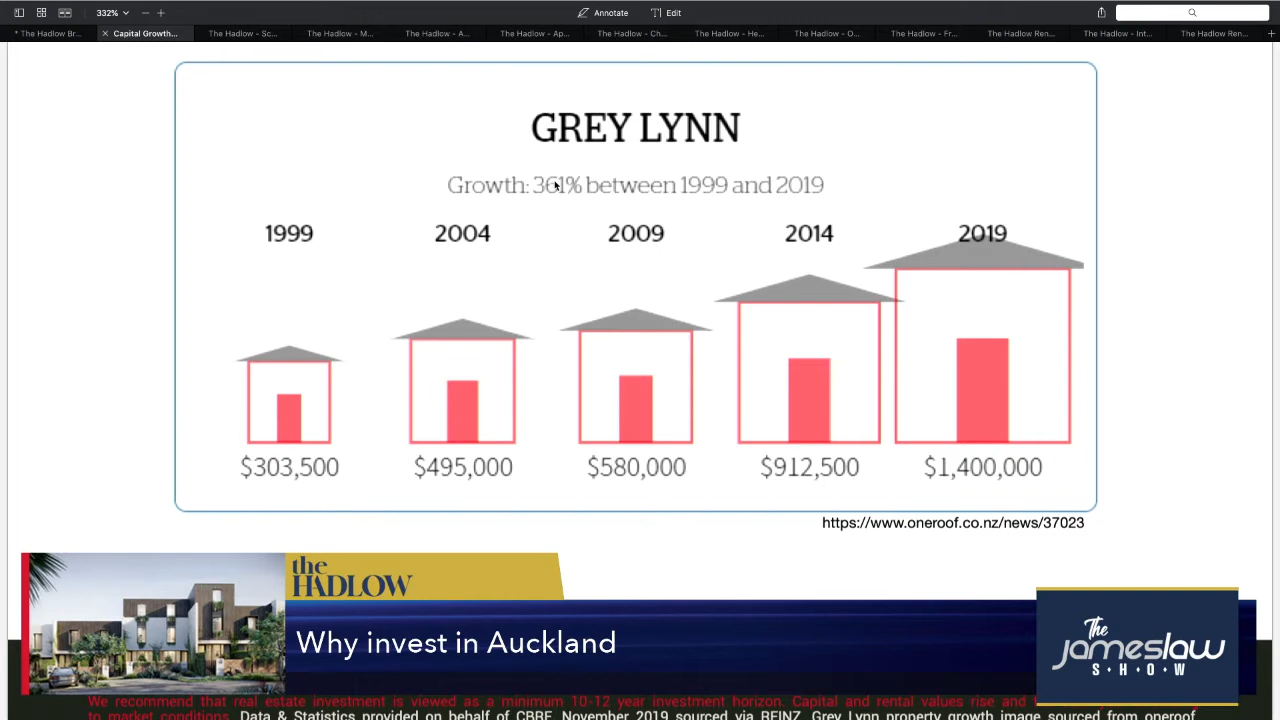 332%
Annotate
Edit
* The Hadlow Br...
Capital Growth...
The Hadlow - Sc...
The Hadlow - M...
The Hadlow - A...
The Hadlow - Ap...
The Hadlow - Ch...
The Hadlow - He...
The Hadlow - O...
The Hadlow - Fr...
The Hadlow Ren...
The Hadlow - Int...
The Hadlow Ren...
GREY LYNN
Growth: 361% between 1999 and 2019
1999 2004 2009 2014 2019
$303,500 $495,000 $580,000 $912,500 $1,400,000
https://www.oneroof.co.nz/news/37023
the
HADLOW
Why invest in Auckland
The
jameslaw
SHOW
We recommend that real estate investment is viewed as a minimum 10-12 year investment horizon. Capital and rental values rise and
to market conditions. Data & Statistics provided on behalf of CBRE, November 2019 sourced via REINZ. Grey Lynn property growth image sourced from oneroof